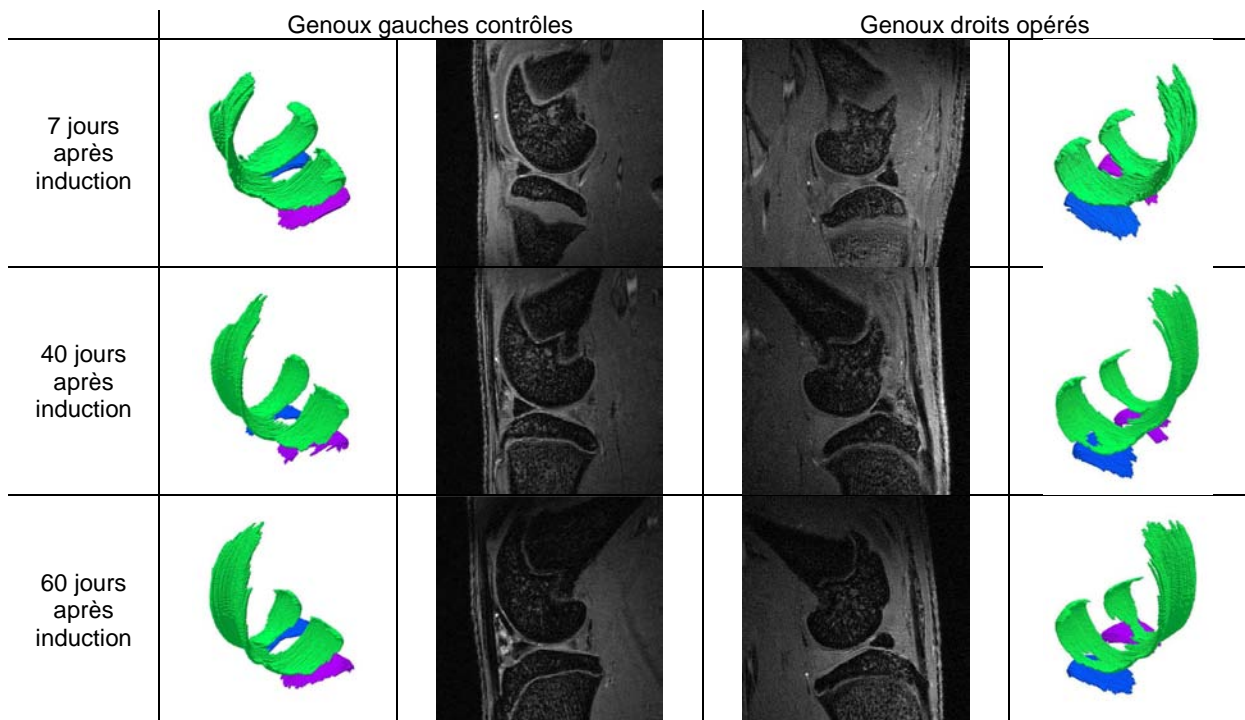 Genoux gauches contrôles
Genoux droits opérés
7 jours
après
induction
40 jours
après
induction
60 jours
après
induction